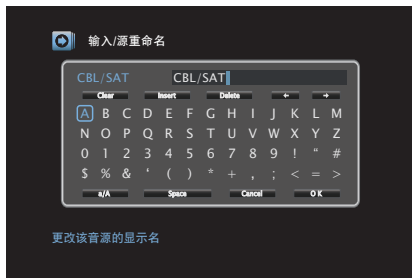 输入/源重命名
CBL/SAT CBL/SAT
Clear Insert Delete ← →
A B C D E F G H I J K L M
N O P Q R S T U V W X Y Z
0 1 2 3 4 5 6 7 8 9 ! “ #
$ % & ‘ ( ) * + , ; < = >
a/A Space Cancel OK
更改该音源的显示名